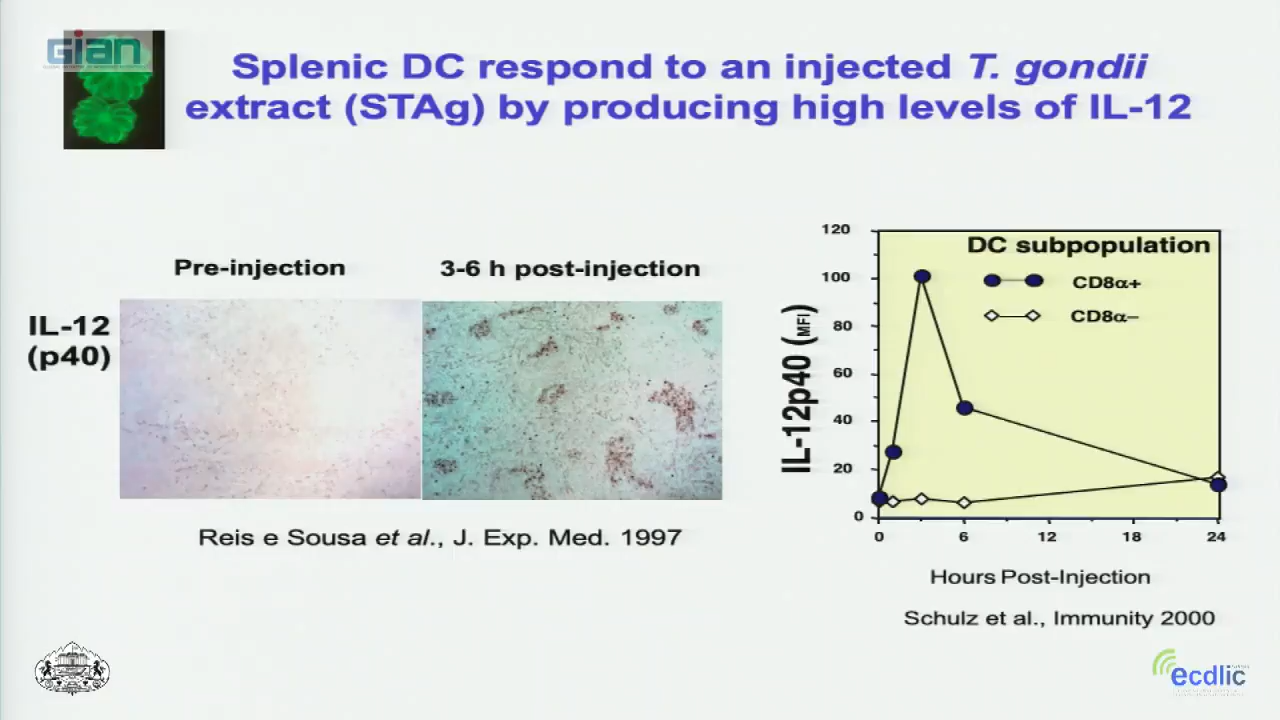 GIAN
Splenic DC respond to an injected T. gondii
extract (STAg) by producing high levels of IL-12
Pre-injection
3-6 h post-injection
IL-12
(p40)
Reis e Sousa et al., J. Exp. Med. 1997
120
100
80
60
40
20
0
IL-12p40 (MFI)
DC subpopulation
CD8α+
CD8α–
0 6 12 18 24
Hours Post-Injection
Schulz et al., Immunity 2000
ecdlic